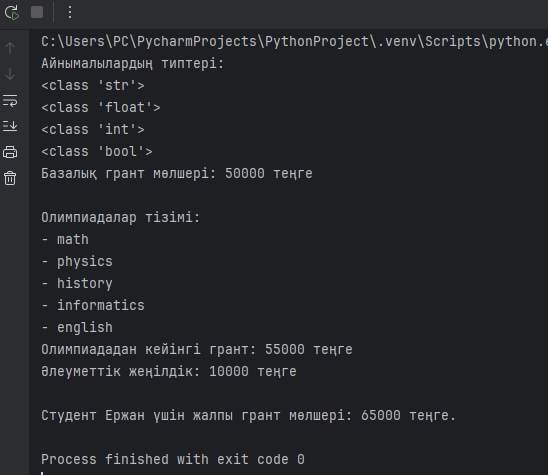 C:\Users\PC\PycharmProjects\PythonProject\.venv\Scripts\python.e
Айнымалылардың типтері:
<class 'str'>
<class 'float'>
<class 'int'>
<class 'bool'>
Базалық грант мөлшері: 50000 теңге
Олимпиадалар тізімі:
- math
- physics
- history
- informatics
- english
Олимпиададан кейінгі грант: 55000 теңге
Әлеуметтік жеңілдік: 10000 теңге
Студент Ержан үшін жалпы грант мөлшері: 65000 теңге.
Process finished with exit code 0